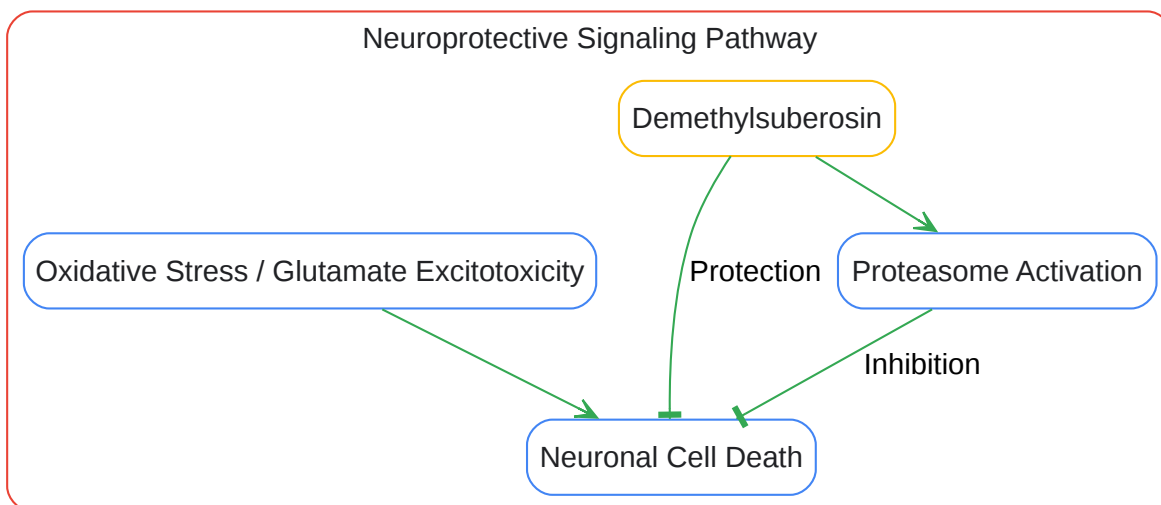 Neuroprotective Signaling Pathway
Demethylsuberosin
Oxidative Stress / Glutamate Excitotoxicity
Protection
Proteasome Activation
Inhibition
Neuronal Cell Death